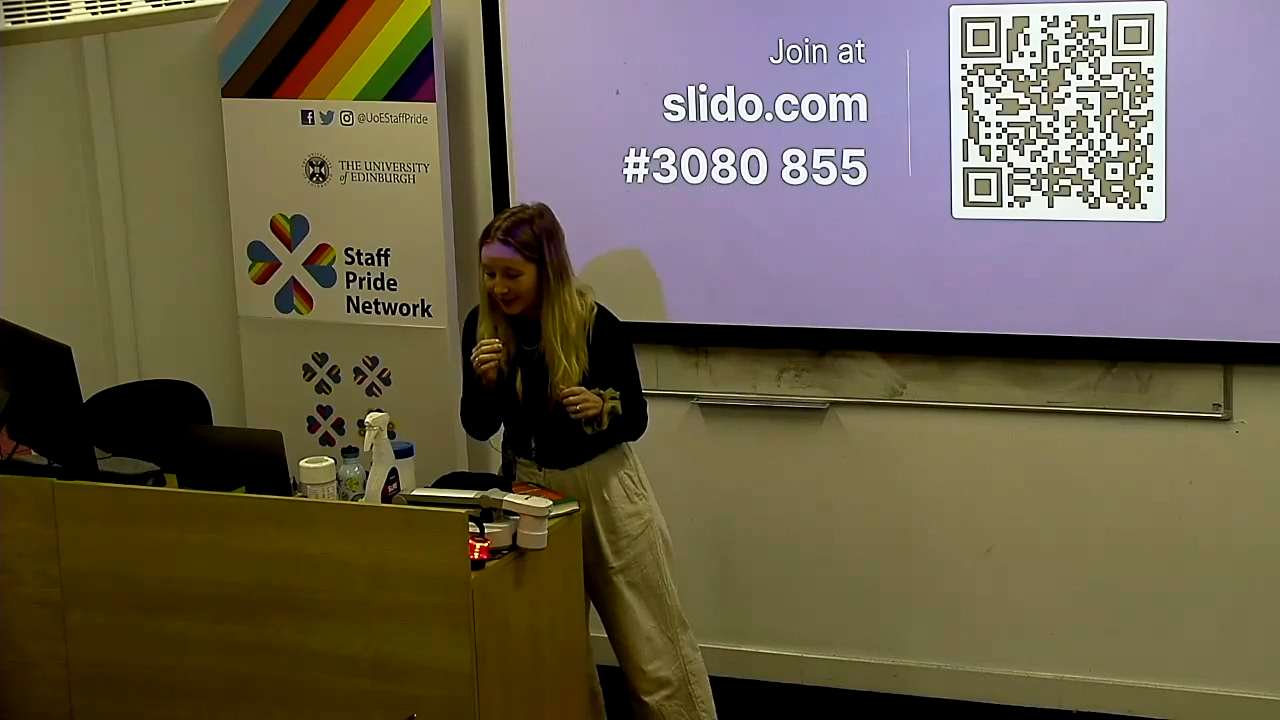 @UoEStaffPride
THE UNIVERSITY
of EDINBURGH
Staff
Pride
Network
Join at
slido.com
#3080 855